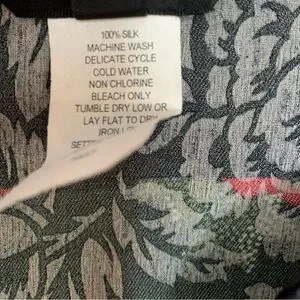 100% SILK
MACHINE WASH
DELICATE CYCLE
COLD WATER
NON CHLORINE
BLEACH ONLY
TUMBLE DRY LOW OR
LAY FLAT TO DRY
IRON